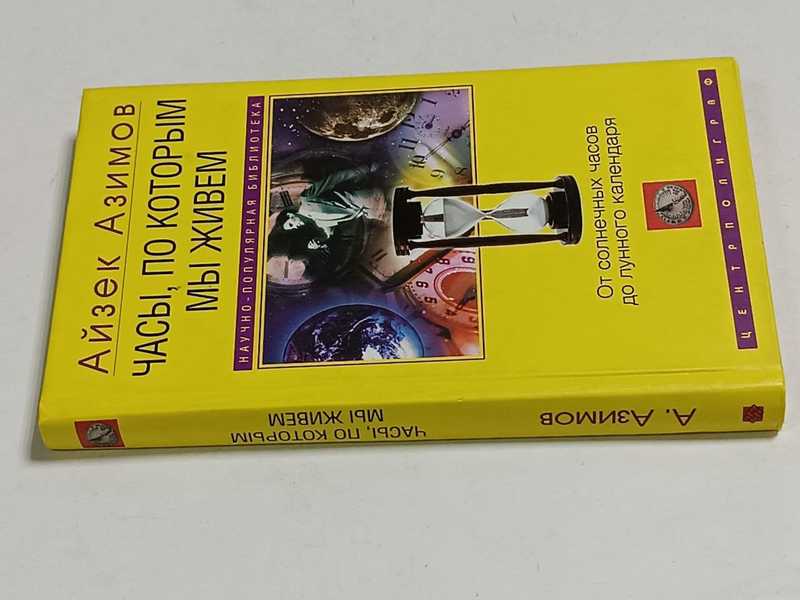 Айзек Азимов
ЧАСЫ, ПО КОТОРЫМ
МЫ ЖИВЕМ
НАУЧНО-ПОПУЛЯРНАЯ БИБЛИОТЕКА
От солнечных часов
до лунного календаря
ЦЕНТРПОЛИГРАФ
А. Азимов
ЧАСЫ, ПО КОТОРЫМ
МЫ ЖИВЕМ